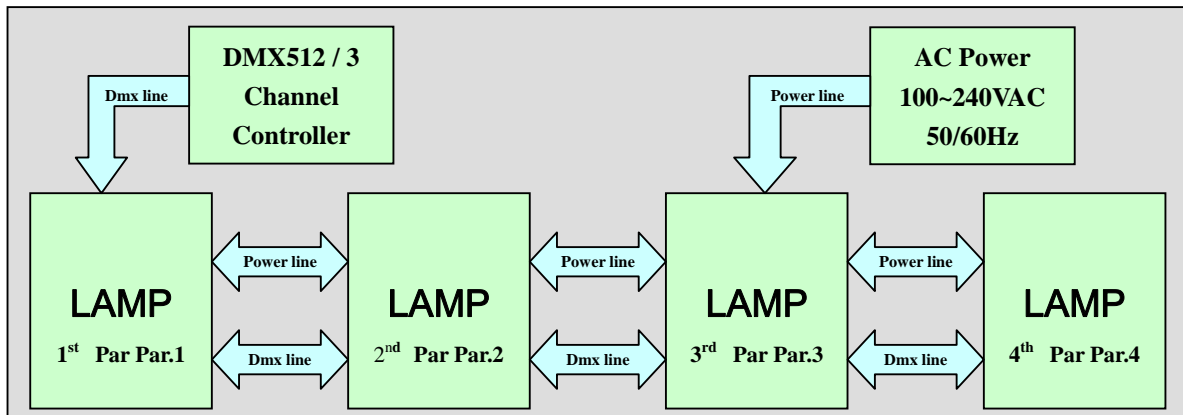 DMX512 / 3
Channel
Controller
Dmx line
AC Power
100~240VAC
50/60Hz
Power line
Power line
Power line
Power line
LAMP
1st Par Par.1
LAMP
2nd Par Par.2
LAMP
3rd Par Par.3
LAMP
4th Par Par.4
Dmx line
Dmx line
Dmx line